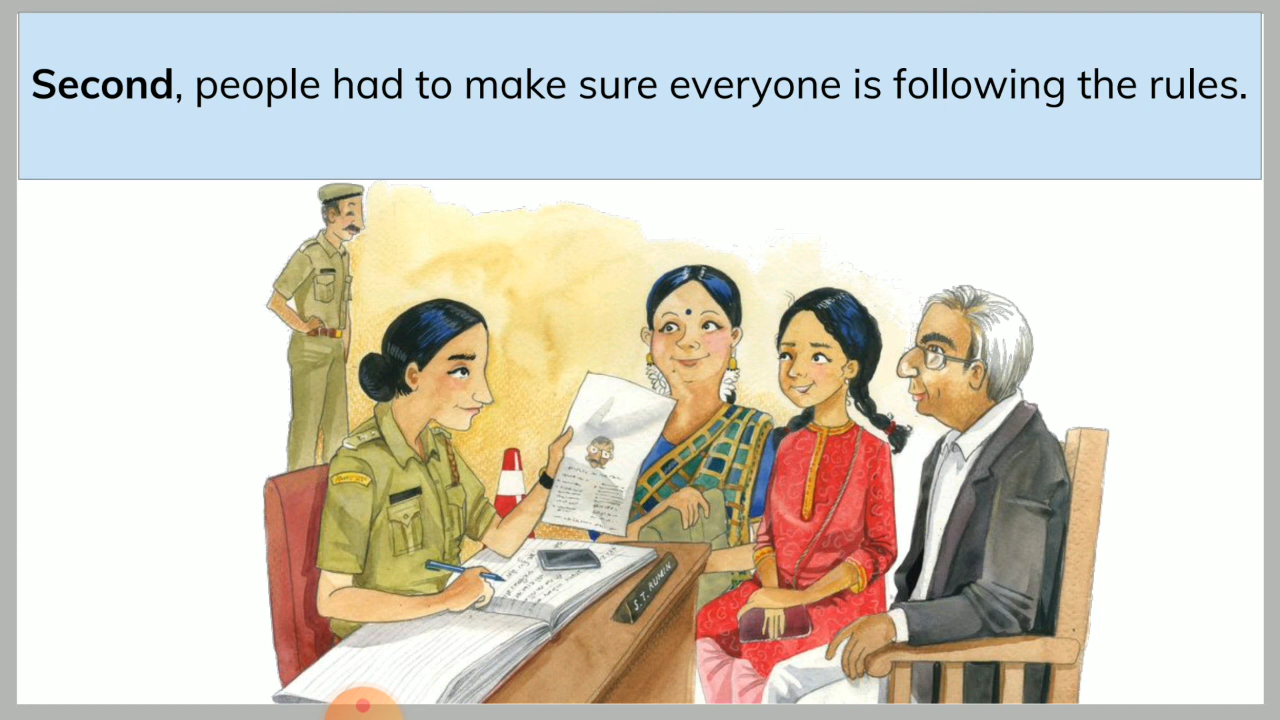 Second, people had to make sure everyone is following the rules.
S.T. RUMIN